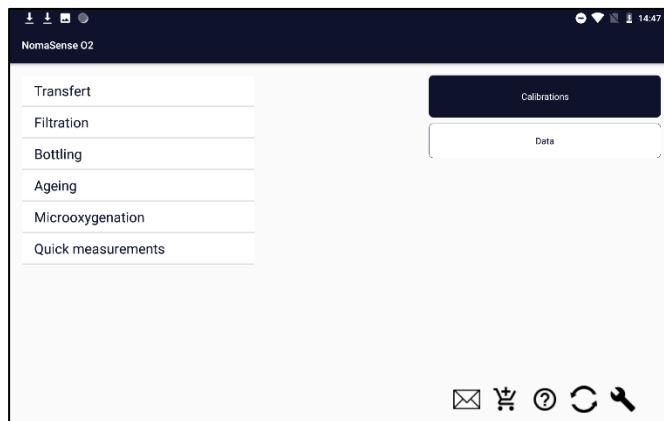 14:47
NomaSense O2
Transfert
Filtration
Bottling
Ageing
Microoxygenation
Quick measurements
Calibrations
Data